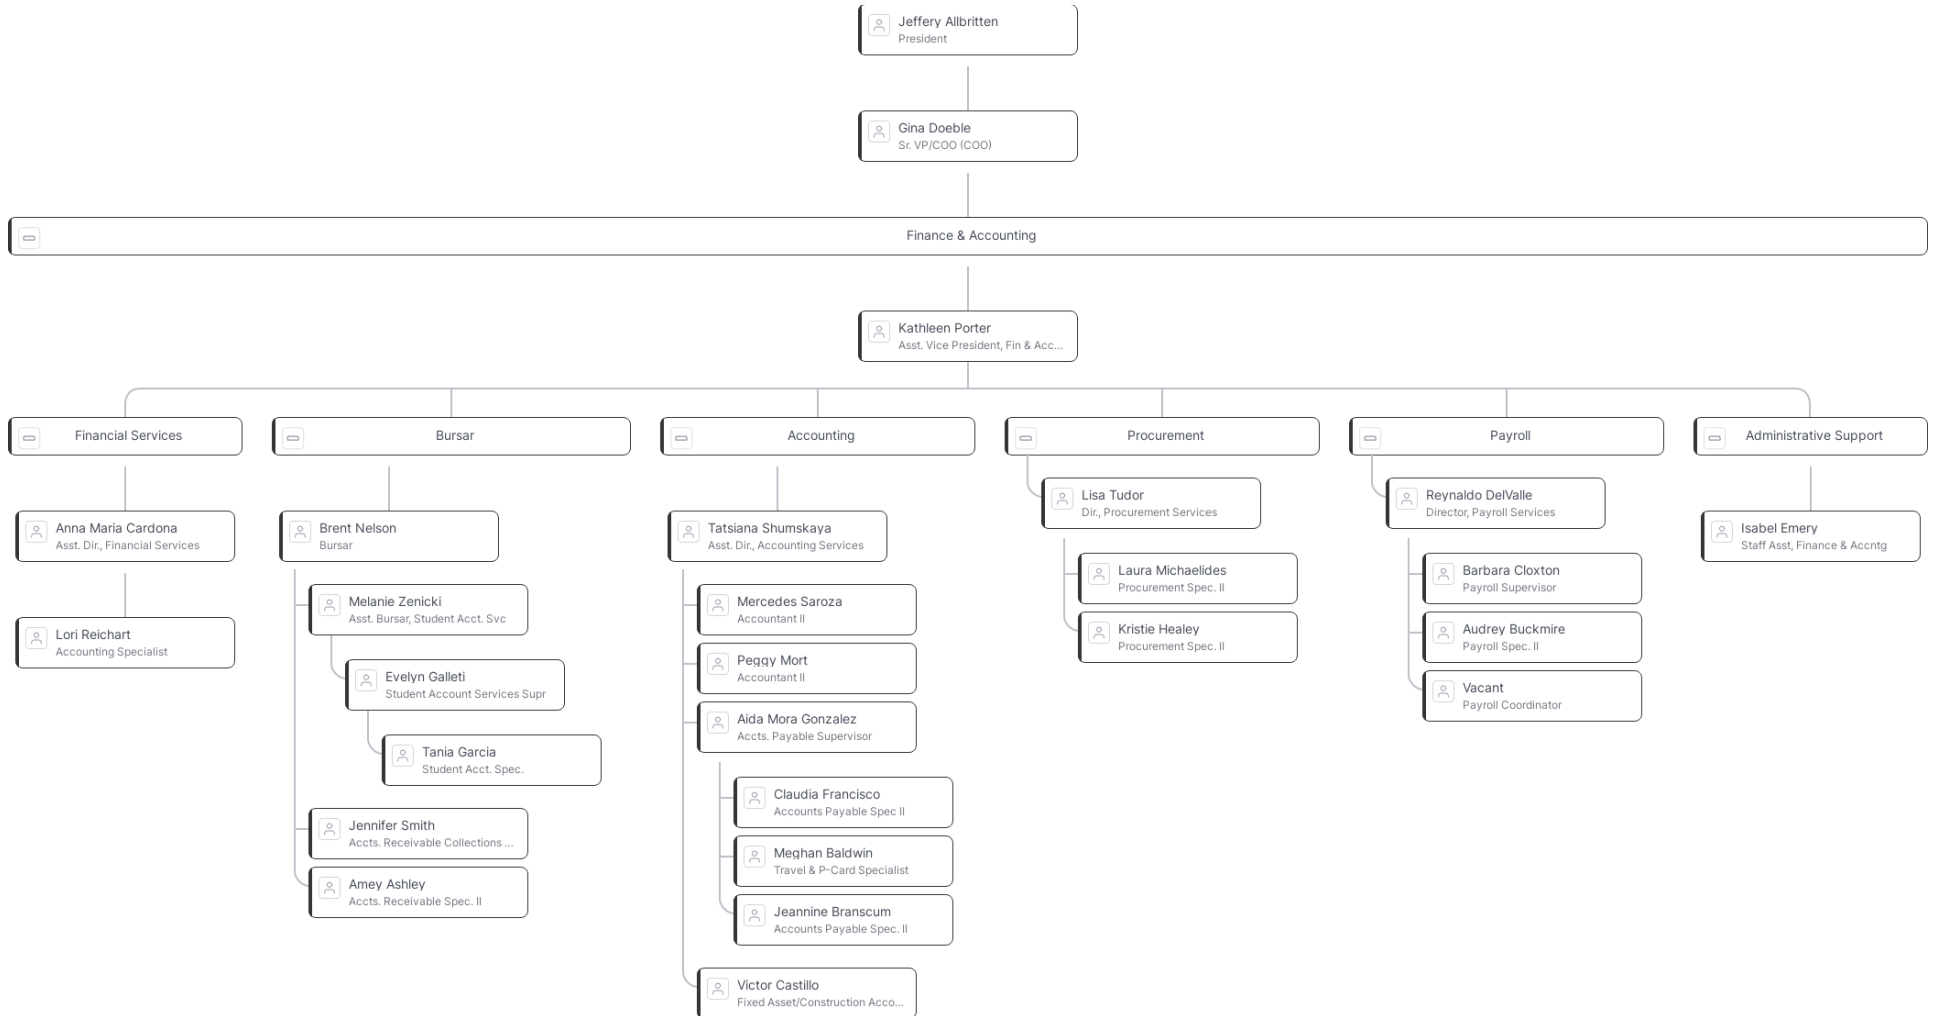 Jeffery Allbritten
President
Gina Doeble
Sr. VP/COO (COO)
Finance & Accounting
Kathleen Porter
Asst. Vice President, Fin & Acc...
Financial Services
Anna Maria Cardona
Asst. Dir., Financial Services
Lori Reichart
Accounting Specialist
Bursar
Brent Nelson
Bursar
Melanie Zenicki
Asst. Bursar, Student Acct. Svc
Evelyn Galleti
Student Account Services Supr
Tania Garcia
Student Acct. Spec.
Jennifer Smith
Accts. Receivable Collections ...
Amey Ashley
Accts. Receivable Spec. II
Accounting
Tatsiana Shumskaya
Asst. Dir., Accounting Services
Mercedes Saroza
Accountant II
Peggy Mort
Accountant II
Aida Mora Gonzalez
Accts. Payable Supervisor
Claudia Francisco
Accounts Payable Spec II
Meghan Baldwin
Travel & P-Card Specialist
Jeannine Branscum
Accounts Payable Spec. II
Victor Castillo
Fixed Asset/Construction Acco...
Procurement
Lisa Tudor
Dir., Procurement Services
Laura Michaelides
Procurement Spec. II
Kristie Healey
Procurement Spec. II
Payroll
Reynaldo DelValle
Director, Payroll Services
Barbara Cloxton
Payroll Supervisor
Audrey Buckmire
Payroll Spec. II
Vacant
Payroll Coordinator
Administrative Support
Isabel Emery
Staff Asst, Finance & Accntg